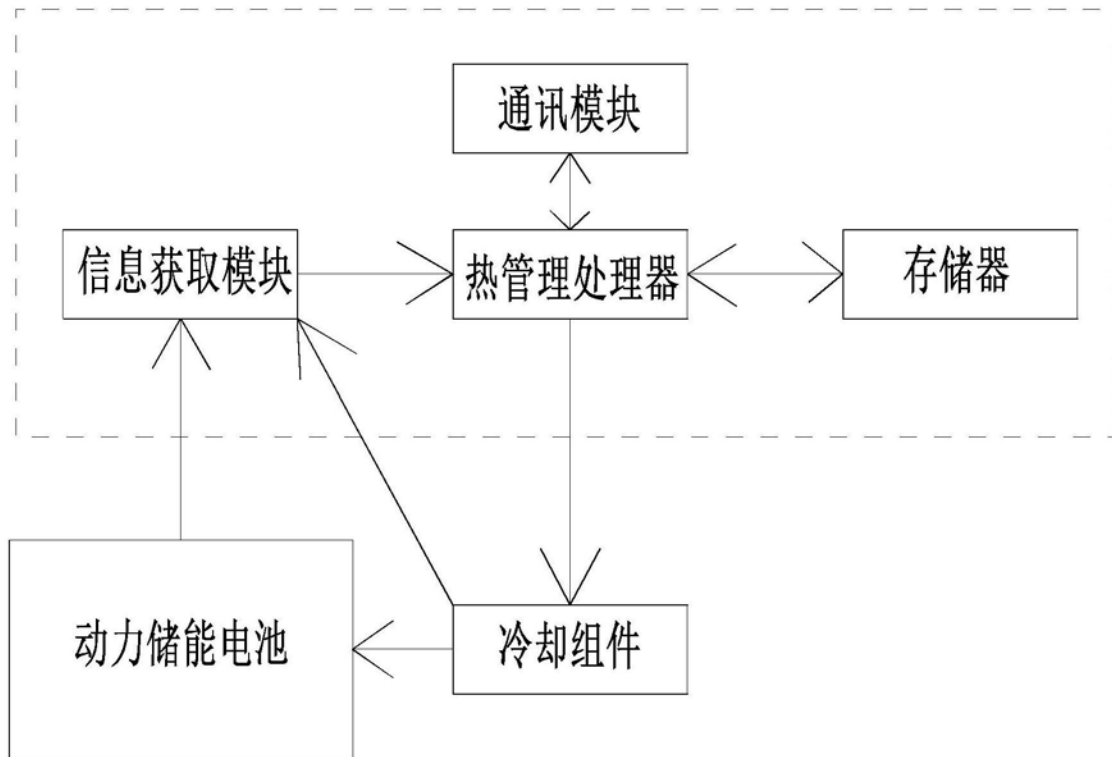 通讯模块
信息获取模块
热管理处理器
存储器
动力储能电池
冷却组件